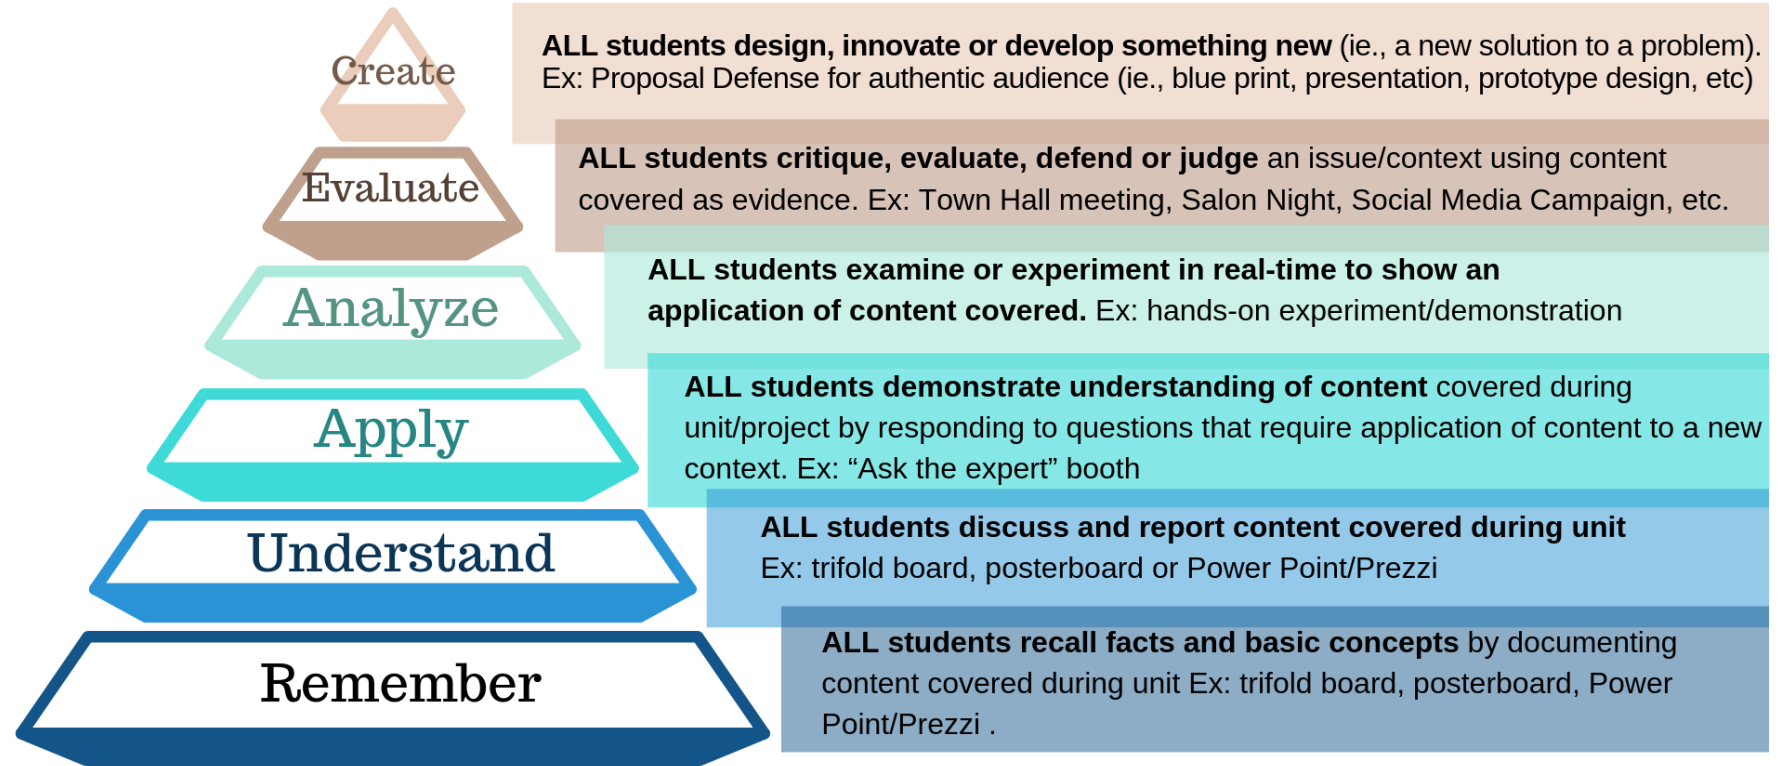 Create
ALL students design, innovate or develop something new (ie., a new solution to a problem).
Ex: Proposal Defense for authentic audience (ie., blue print, presentation, prototype design, etc)
Evaluate
ALL students critique, evaluate, defend or judge an issue/context using content
covered as evidence. Ex: Town Hall meeting, Salon Night, Social Media Campaign, etc.
Analyze
ALL students examine or experiment in real-time to show an
application of content covered. Ex: hands-on experiment/demonstration
Apply
ALL students demonstrate understanding of content covered during
unit/project by responding to questions that require application of content to a new
context. Ex: “Ask the expert” booth
Understand
ALL students discuss and report content covered during unit
Ex: trifold board, posterboard or Power Point/Prezzi
Remember
ALL students recall facts and basic concepts by documenting
content covered during unit Ex: trifold board, posterboard, Power
Point/Prezzi .